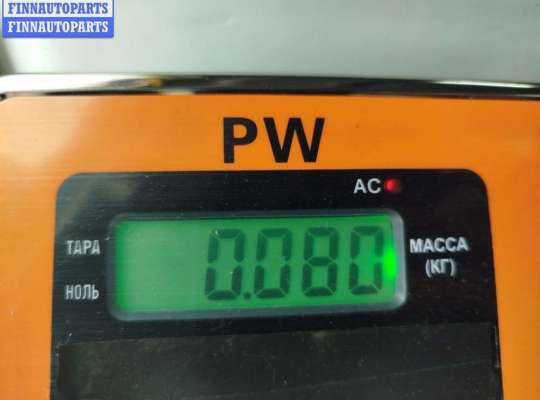 FINNAUTOPARTS
FINNAUTOPARTS
PW
AC
ТАРА
0.080
МАССА
(КГ)
НОЛЬ